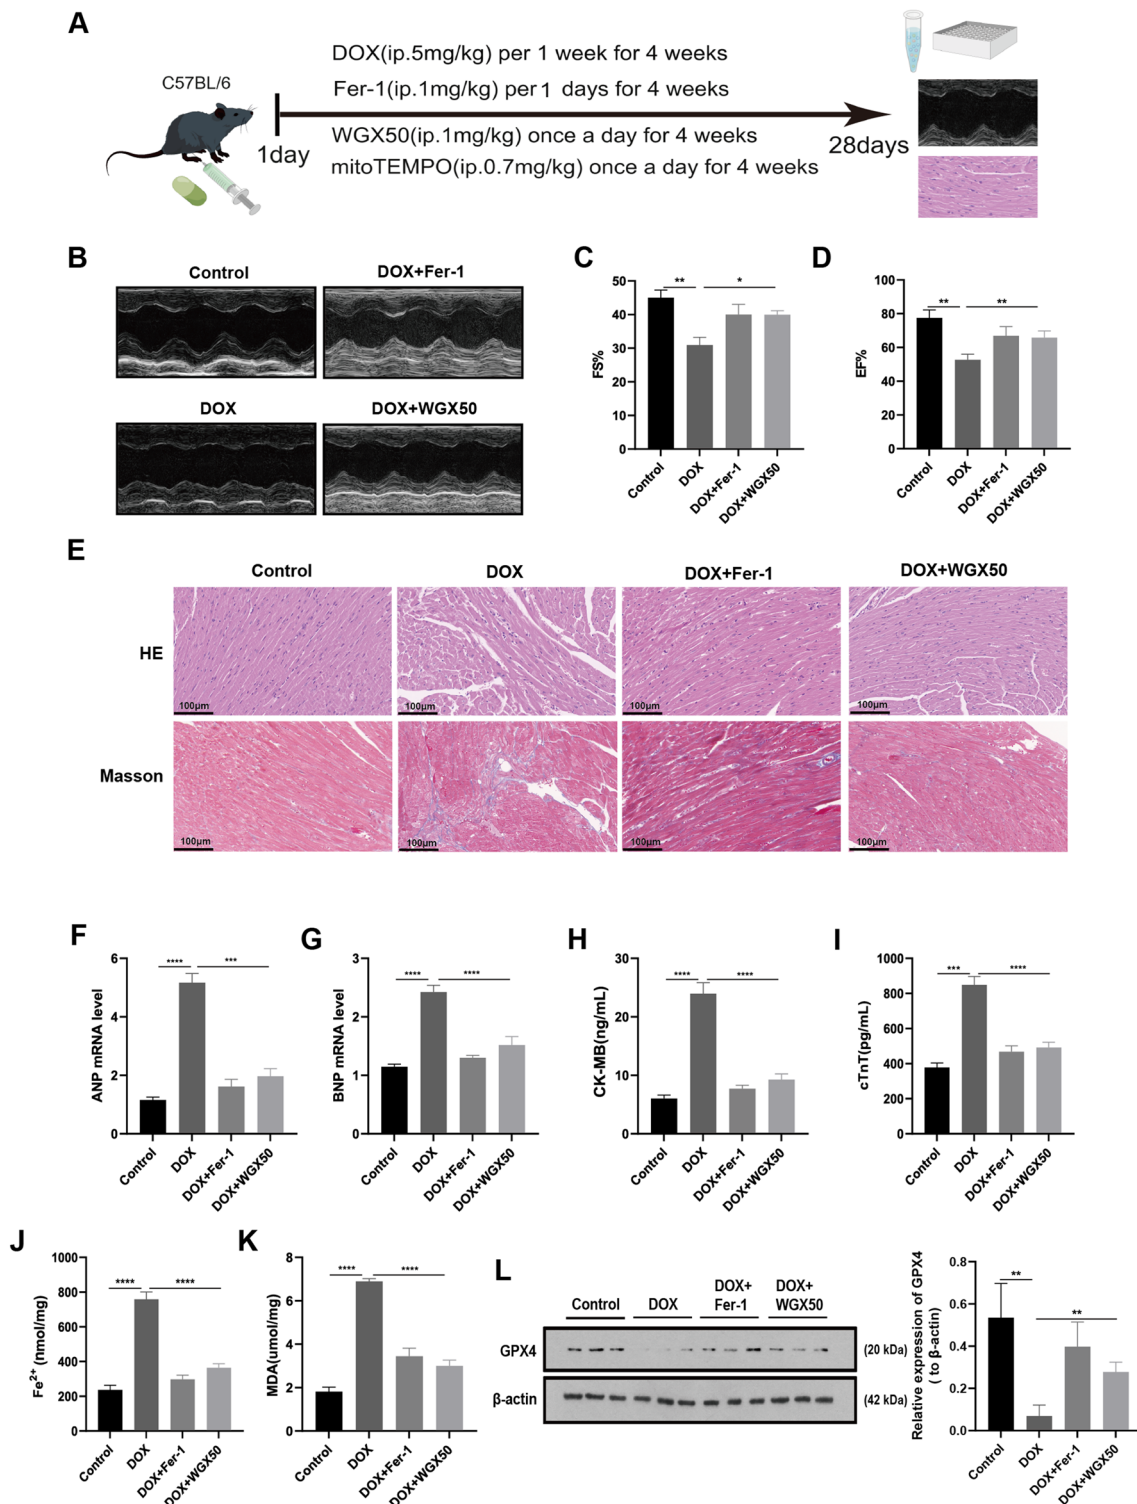 A
C57BL/6
DOX(ip.5mg/kg) per 1 week for 4 weeks
Fer-1(ip.1mg/kg) per 1 days for 4 weeks
1day
28days
WGX50(ip.1mg/kg) once a day for 4 weeks
mitoTEMPO(ip.0.7mg/kg) once a day for 4 weeks
B
Control
DOX+Fer-1
DOX
DOX+WGX50
C
FS%
50
40
30
20
10
0
**
*
Control
DOX
DOX+Fer-1
DOX+WGX50
D
EF%
100
80
60
40
20
0
**
**
Control
DOX
DOX+Fer-1
DOX+WGX50
E
Control
DOX
DOX+Fer-1
DOX+WGX50
HE
100μm
100μm
100μm
100μm
Masson
100μm
100μm
100μm
100μm
F
ANP mRNA level
6
4
2
0
****
***
Control
DOX
DOX+Fer-1
DOX+WGX50
G
BNP mRNA level
3
2
1
0
****
****
Control
DOX
DOX+Fer-1
DOX+WGX50
H
CK-MB(ng/mL)
30
20
10
0
****
****
Control
DOX
DOX+Fer-1
DOX+WGX50
I
cTnT(pg/mL)
1000
800
600
400
200
0
***
****
Control
DOX
DOX+Fer-1
DOX+WGX50
J
Fe2+ (nmol/mg)
1000
800
600
400
200
0
****
****
Control
DOX
DOX+Fer-1
DOX+WGX50
K
MDA(umol/mg)
8
6
4
2
0
****
****
Control
DOX
DOX+Fer-1
DOX+WGX50
L
Control
DOX
DOX+
Fer-1
DOX+
WGX50
GPX4
(20 kDa)
β-actin
(42 kDa)
Relative expression of GPX4
( to β-actin)
0.8
0.6
0.4
0.2
0.0
**
**
Control
DOX
DOX+Fer-1
DOX+WGX50